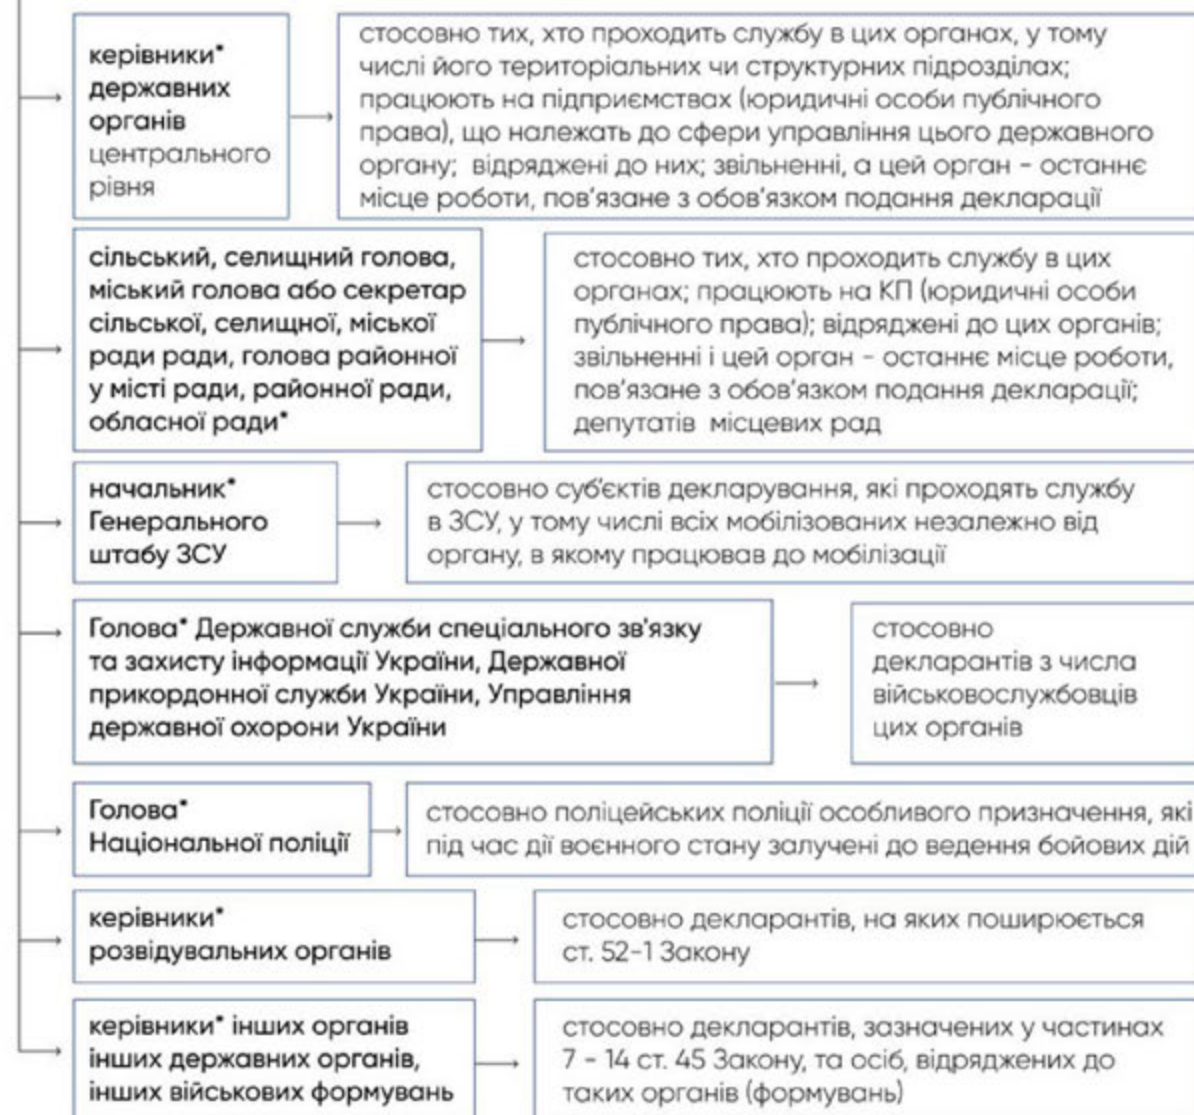 керівники*
державних
органів
центрального
рівня
стосовно тих, хто проходить службу в цих органах, у тому
числі його територіальних чи структурних підрозділах;
працюють на підприємствах (юридичні особи публічного
права), що належать до сфери управління цього державного
органу; відряджені до них; звільненні, а цей орган – останнє
місце роботи, пов'язане з обов'язком подання декларації
сільський, селищний голова,
міський голова або секретар
сільської, селищної, міської
ради ради, голова районної
у місті ради, районної ради,
обласної ради*
стосовно тих, хто проходить службу в цих
органах; працюють на КП (юридичні особи
публічного права); відряджені до цих органів;
звільненні і цей орган – останнє місце роботи,
пов'язане з обов'язком подання декларації;
депутатів місцевих рад
начальник*
Генерального
штабу ЗСУ
стосовно суб'єктів декларування, які проходять службу
в ЗСУ, у тому числі всіх мобілізованих незалежно від
органу, в якому працював до мобілізації
Голова* Державної служби спеціального зв'язку
та захисту інформації України, Державної
прикордонної служби України, Управління
державної охорони України
стосовно
декларантів з числа
військовослужбовців
цих органів
Голова*
Національної поліції
стосовно поліцейських поліції особливого призначення, які
під час дії воєнного стану залучені до ведення бойових дій
керівники*
розвідувальних органів
стосовно декларантів, на яких поширюється
ст. 52-1 Закону
керівники* інших органів
інших державних органів,
інших військових формувань
стосовно декларантів, зазначених у частинах
7 – 14 ст. 45 Закону, та осіб, відряджених до
таких органів (формувань)